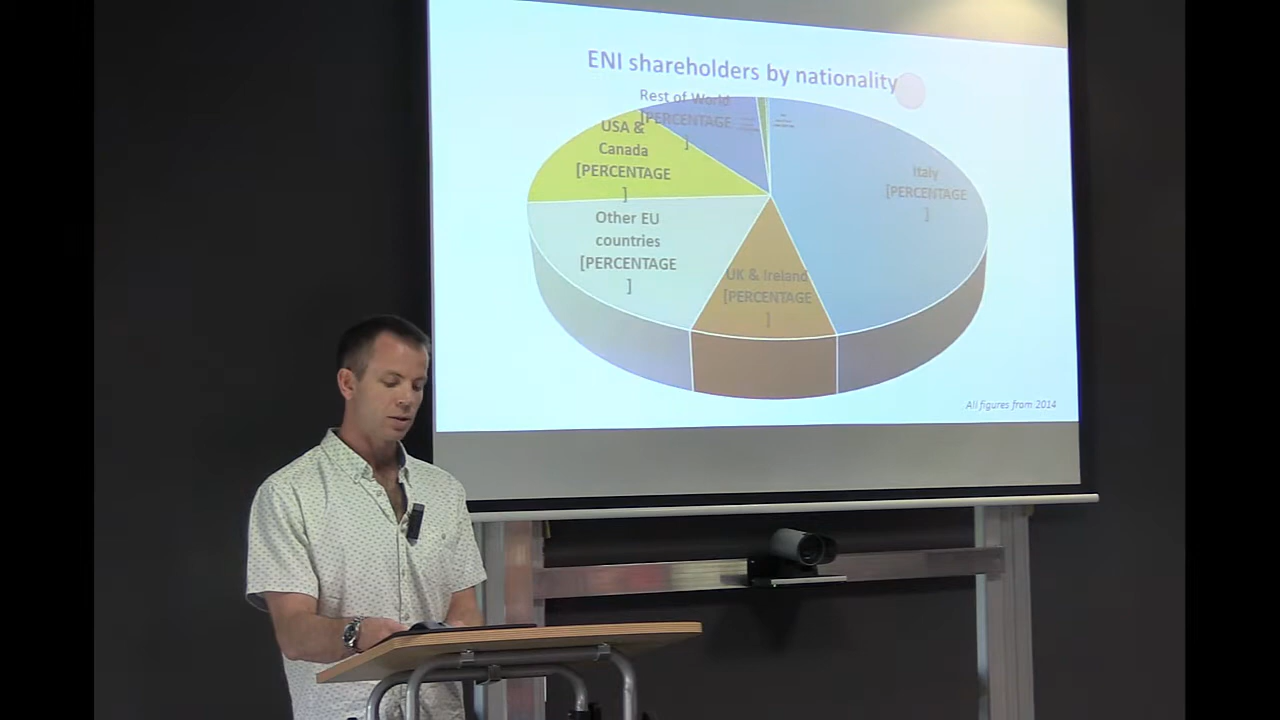 ENI shareholders by nationality
Rest of World
[PERCENTAGE
]
USA &
Canada
[PERCENTAGE
]
Other EU
countries
[PERCENTAGE
]
UK & Ireland
[PERCENTAGE
]
Italy
[PERCENTAGE
]
All figures from 2014